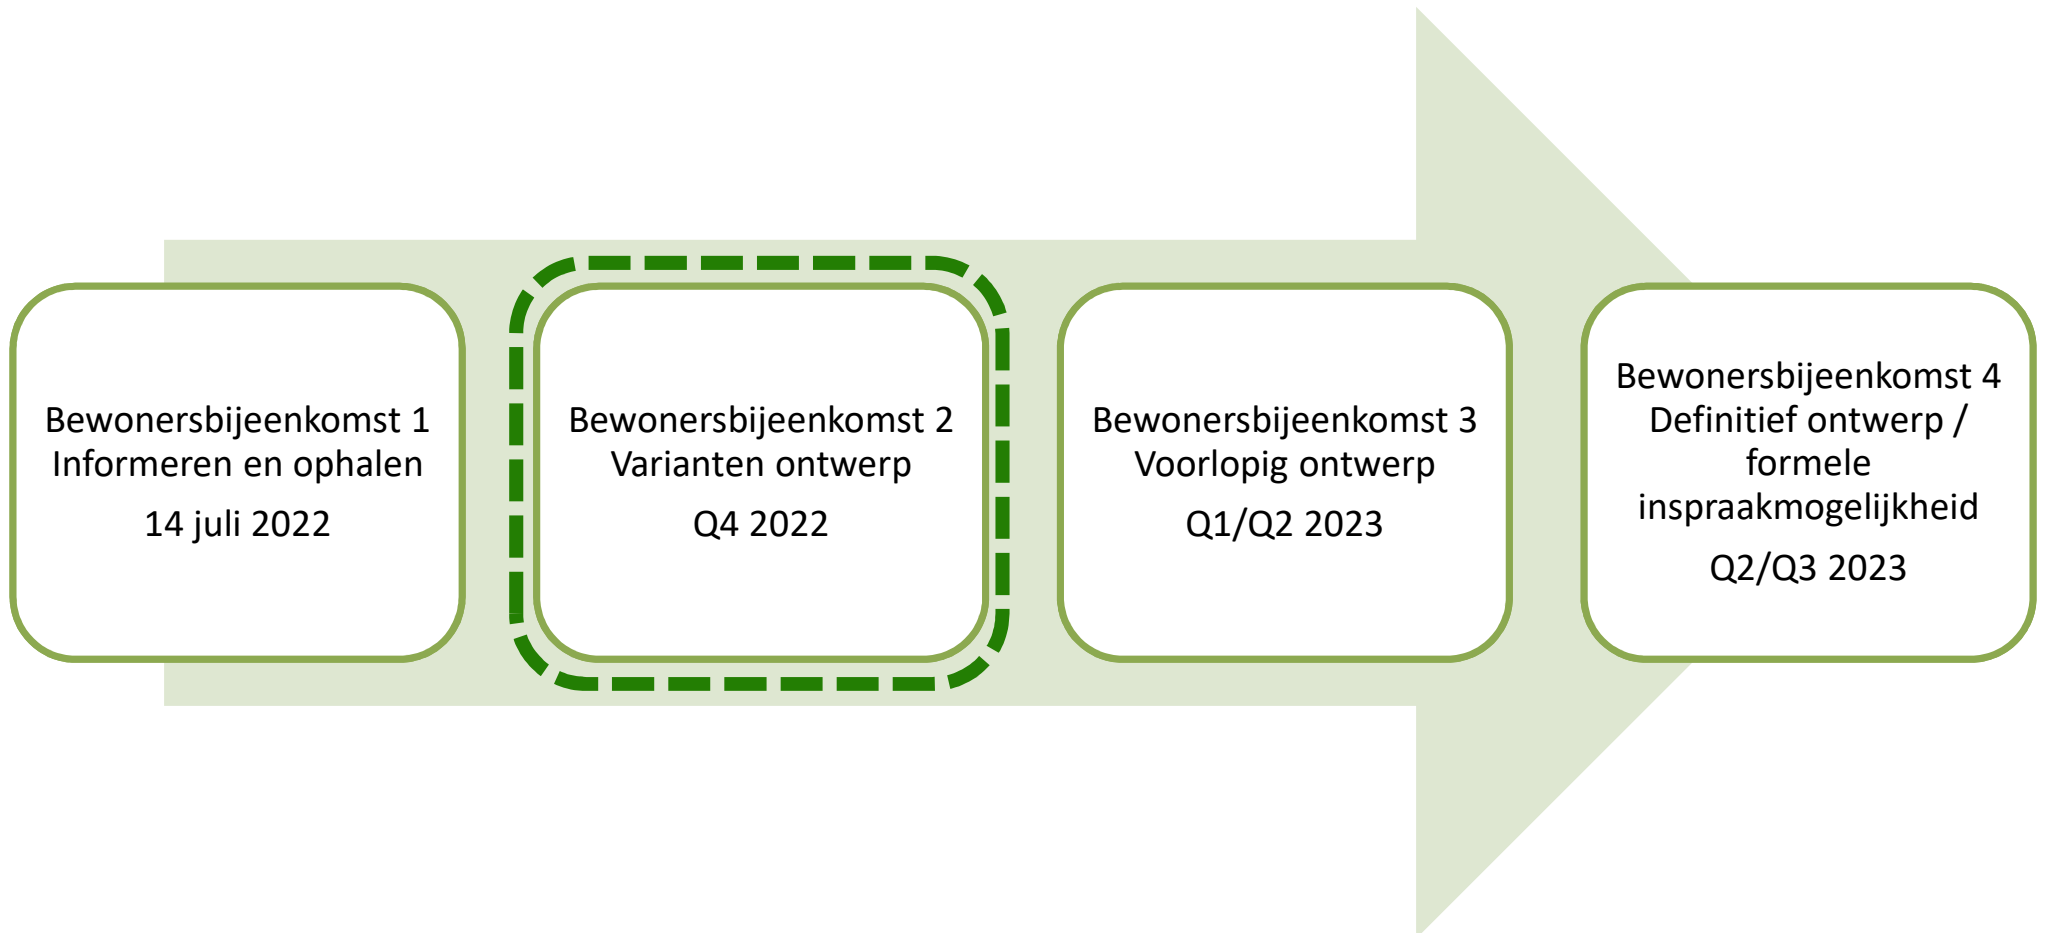 Bewonersbijeenkomst 1
Informeren en ophalen
14 juli 2022
Bewonersbijeenkomst 2
Varianten ontwerp
Q4 2022
Bewonersbijeenkomst 3
Voorlopig ontwerp
Q1/Q2 2023
Bewonersbijeenkomst 4
Definitief ontwerp /
formele
inspraakmogelijkheid
Q2/Q3 2023